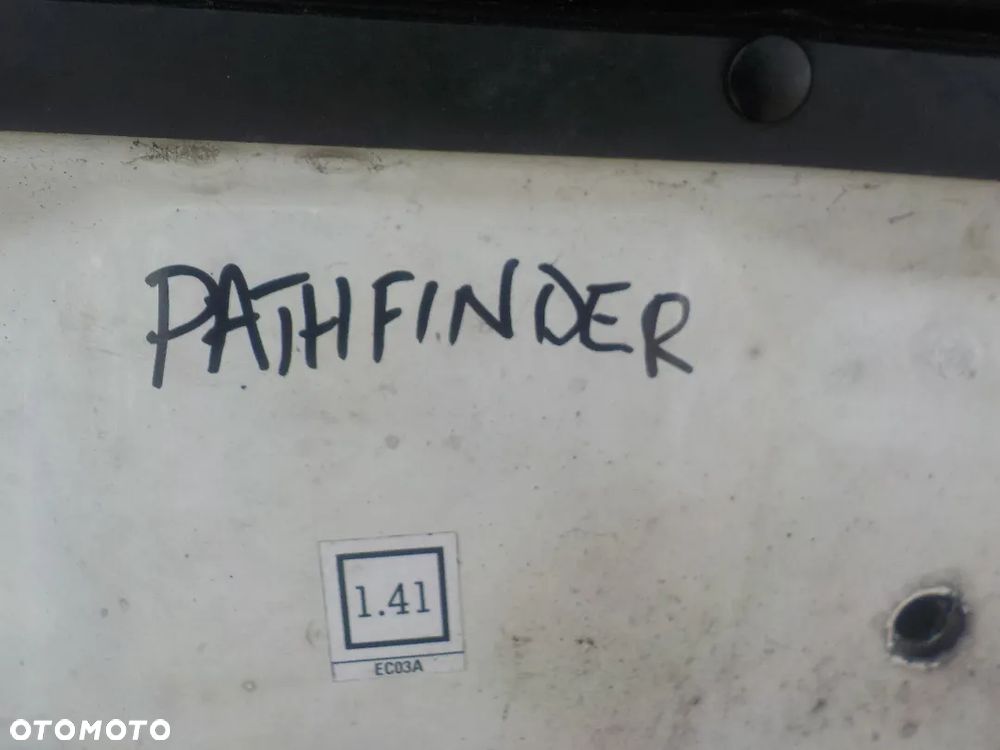 PATHFINDER
1.41
EC03A
OTOMOTO